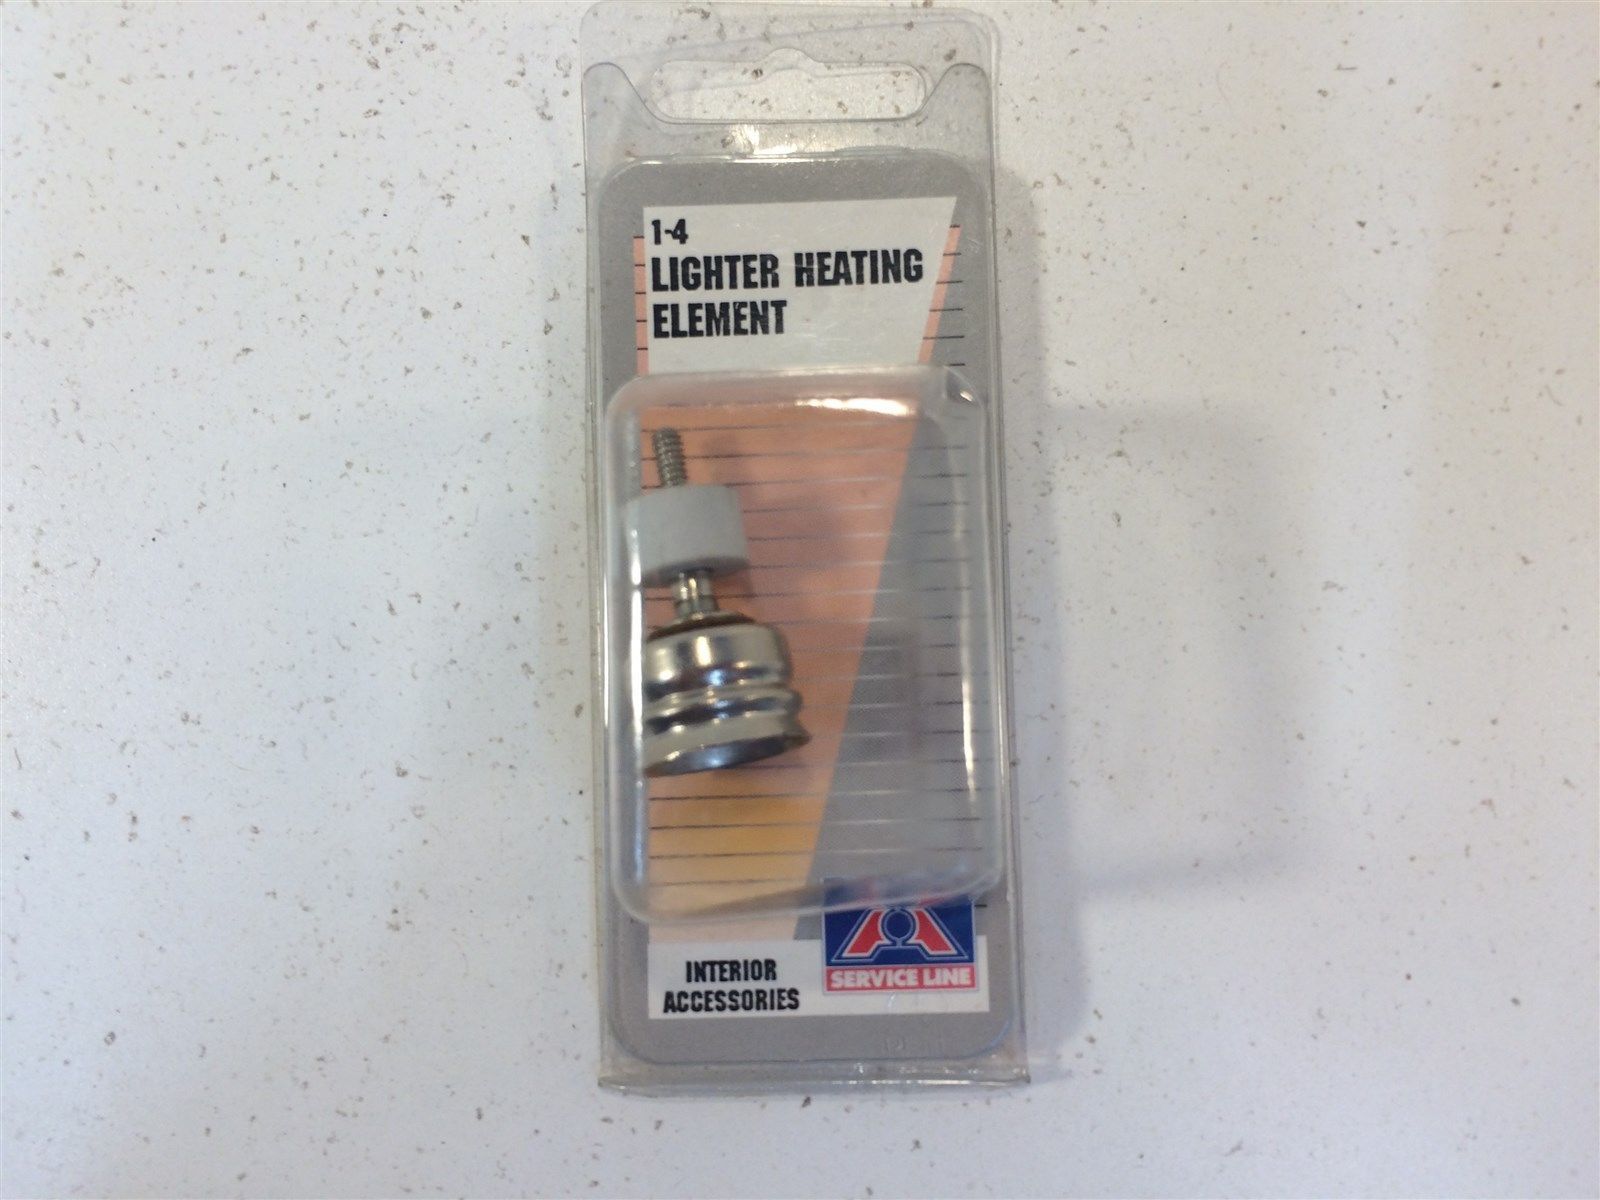 1-4
LIGHTER HEATING
ELEMENT
INTERIOR
ACCESSORIES
SERVICE LINE